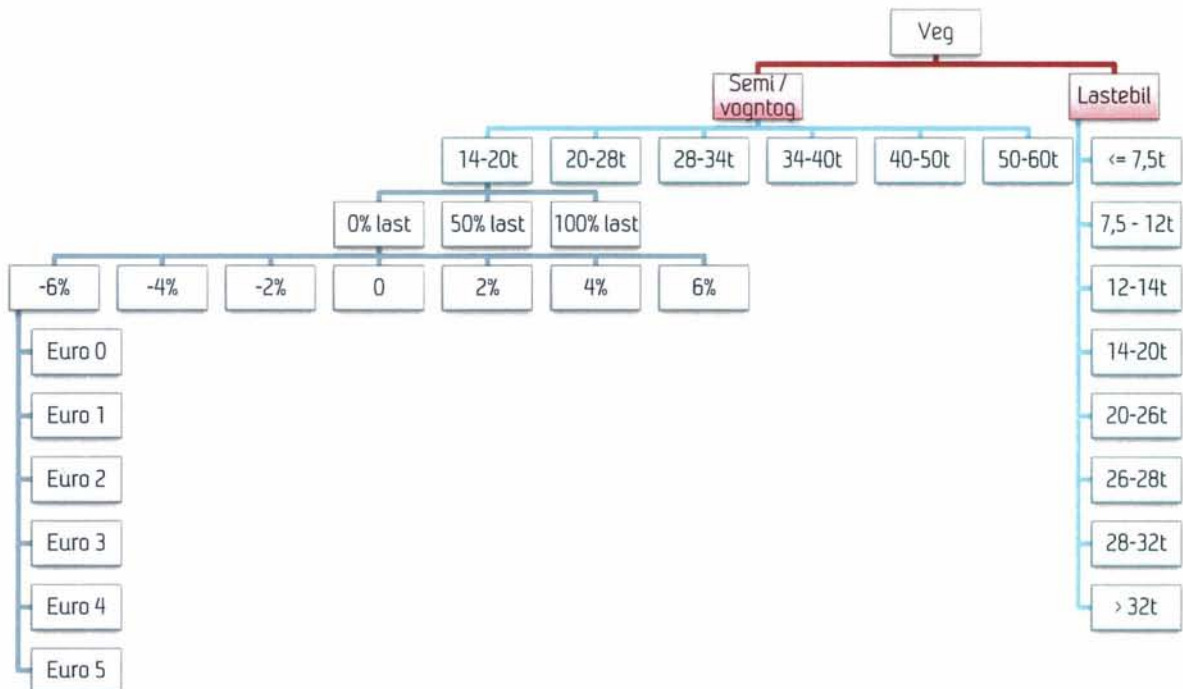 Veg
Semi /
vogntog
Lastebil
14-20t
20-28t
28-34t
34-40t
40-50t
50-60t
<= 7,5t
0% last
50% last
100% last
7,5 - 12t
-6%
-4%
-2%
0
2%
4%
6%
12-14t
Euro 0
14-20t
Euro 1
20-26t
Euro 2
26-28t
Euro 3
28-32t
Euro 4
> 32t
Euro 5